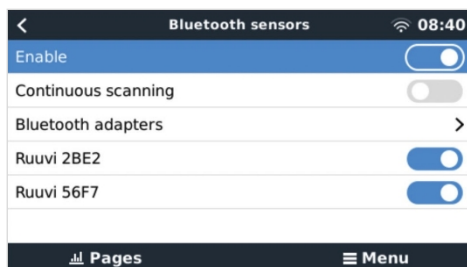 Bluetooth sensors 08:40
Enable
Continuous scanning
Bluetooth adapters
Ruuvi 2BE2
Ruuvi 56F7
Pages Menu